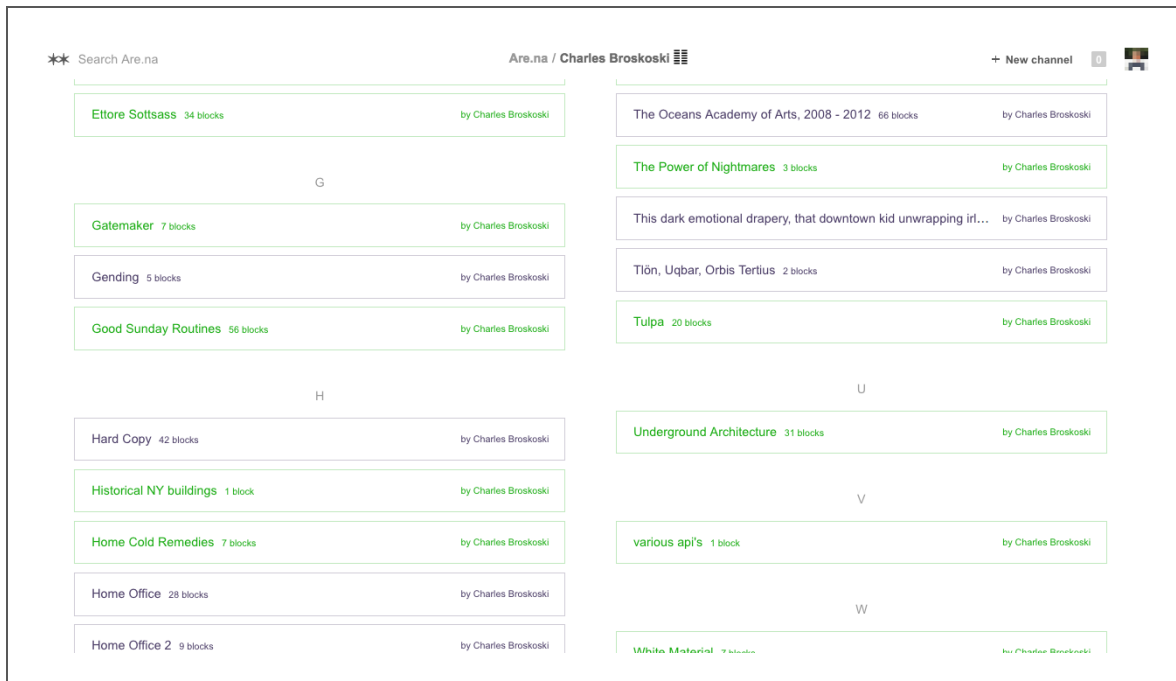 Search Are.na
Are.na / Charles Broskoski
+ New channel
0
Ettore Sottsass 34 blocks by Charles Broskoski
G
Gatemaker 7 blocks by Charles Broskoski
Gending 5 blocks by Charles Broskoski
Good Sunday Routines 56 blocks by Charles Broskoski
H
Hard Copy 42 blocks by Charles Broskoski
Historical NY buildings 1 block by Charles Broskoski
Home Cold Remedies 7 blocks by Charles Broskoski
Home Office 28 blocks by Charles Broskoski
Home Office 2 9 blocks by Charles Broskoski
The Oceans Academy of Arts, 2008 - 2012 66 blocks by Charles Broskoski
The Power of Nightmares 3 blocks by Charles Broskoski
This dark emotional drapery, that downtown kid unwrapping irl… by Charles Broskoski
Tlön, Uqbar, Orbis Tertius 2 blocks by Charles Broskoski
Tulpa 20 blocks by Charles Broskoski
U
Underground Architecture 31 blocks by Charles Broskoski
V
various api's 1 block by Charles Broskoski
W
White Material 7 blocks by Charles Broskoski